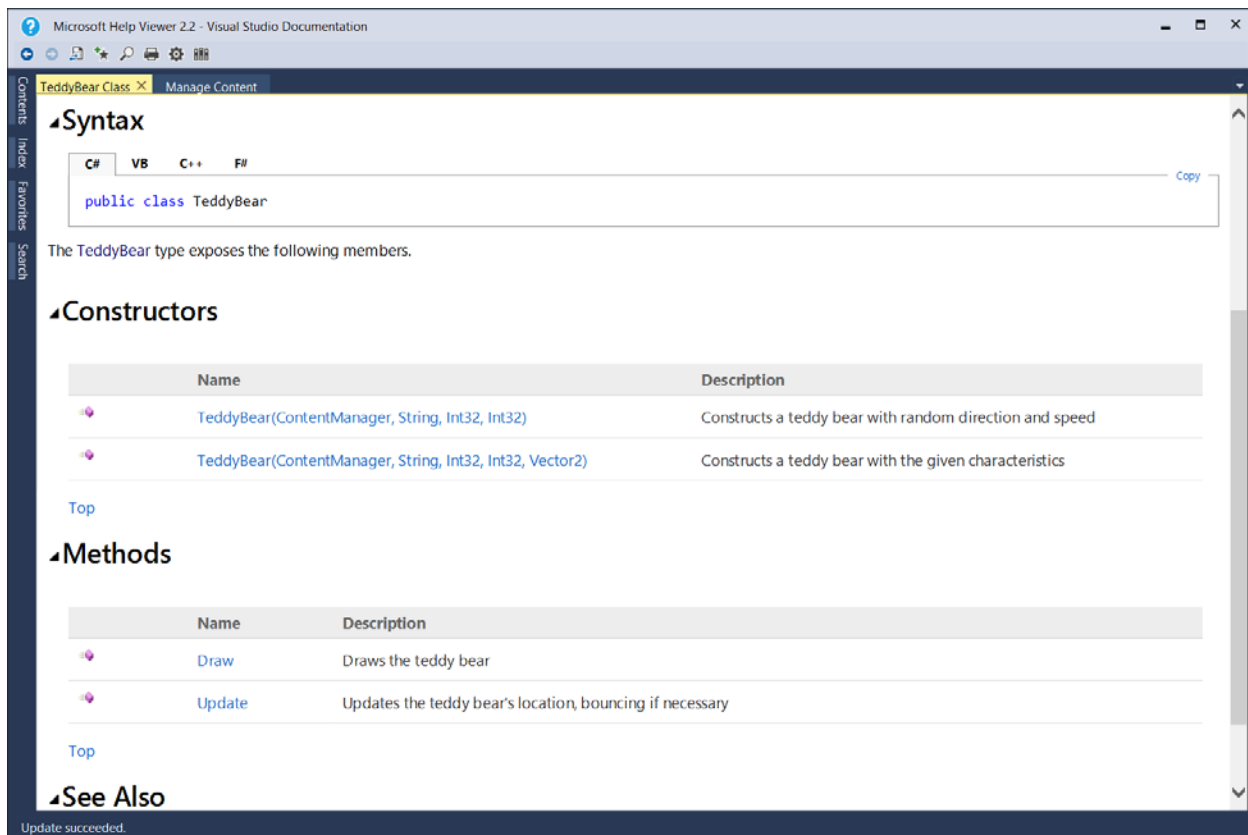 Microsoft Help Viewer 2.2 - Visual Studio Documentation
TeddyBear Class
Manage Content
Contents
Index
Favorites
Search
Syntax
C# VB C++ F#
Copy
public class TeddyBear
The TeddyBear type exposes the following members.
Constructors
Name Description
TeddyBear(ContentManager, String, Int32, Int32) Constructs a teddy bear with random direction and speed
TeddyBear(ContentManager, String, Int32, Int32, Vector2) Constructs a teddy bear with the given characteristics
Top
Methods
Name Description
Draw Draws the teddy bear
Update Updates the teddy bear's location, bouncing if necessary
Top
See Also
Update succeeded.